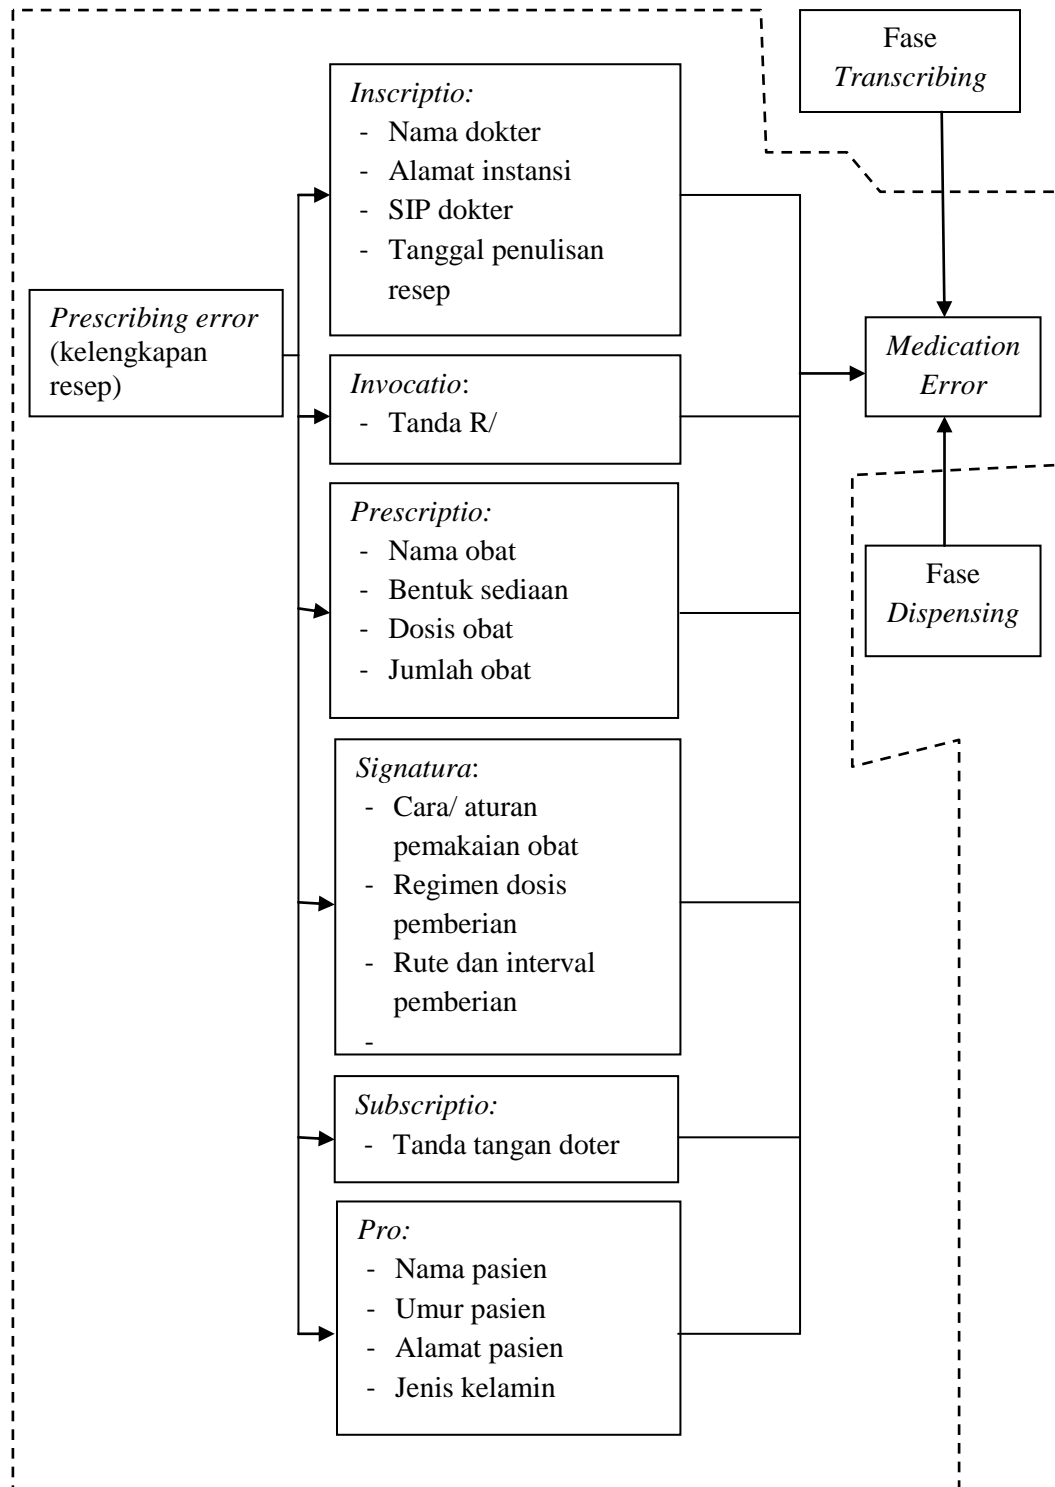 Fase
Transcribing
Inscriptio:
- Nama dokter
- Alamat instansi
- SIP dokter
- Tanggal penulisan
resep
Prescribing error
(kelengkapan
resep)
Medication
Error
Invocatio:
- Tanda R/
Prescriptio:
- Nama obat
- Bentuk sediaan
- Dosis obat
- Jumlah obat
Fase
Dispensing
Signatura:
- Cara/ aturan
pemakaian obat
- Regimen dosis
pemberian
- Rute dan interval
pemberian
-
Subscriptio:
- Tanda tangan doter
Pro:
- Nama pasien
- Umur pasien
- Alamat pasien
- Jenis kelamin